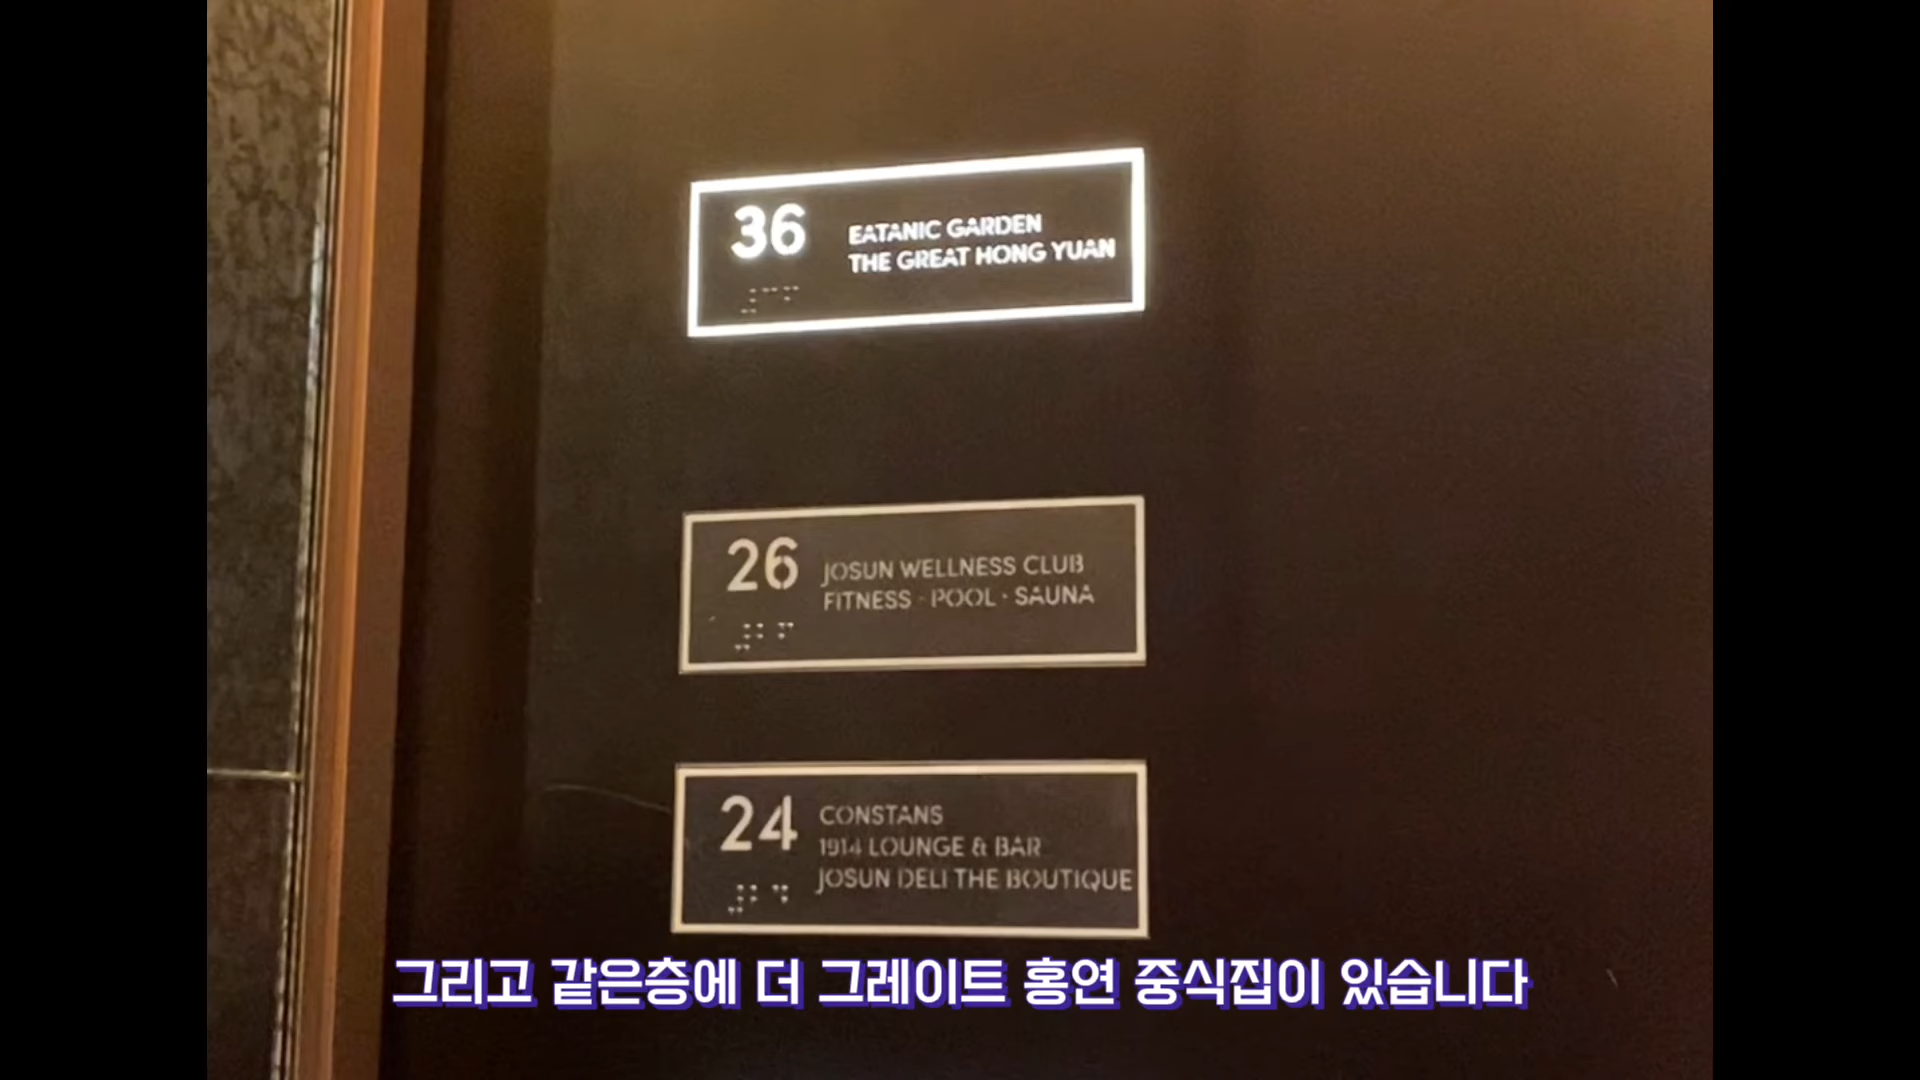 36
EATANIC GARDEN
THE GREAT HONG YUAN
26
JOSUN WELLNESS CLUB
FITNESS · POOL · SAUNA
24
CONSTANS
1914 LOUNGE & BAR
JOSUN DELI THE BOUTIQUE
그리고 같은층에 더 그레이트 홍연 중식집이 있습니다